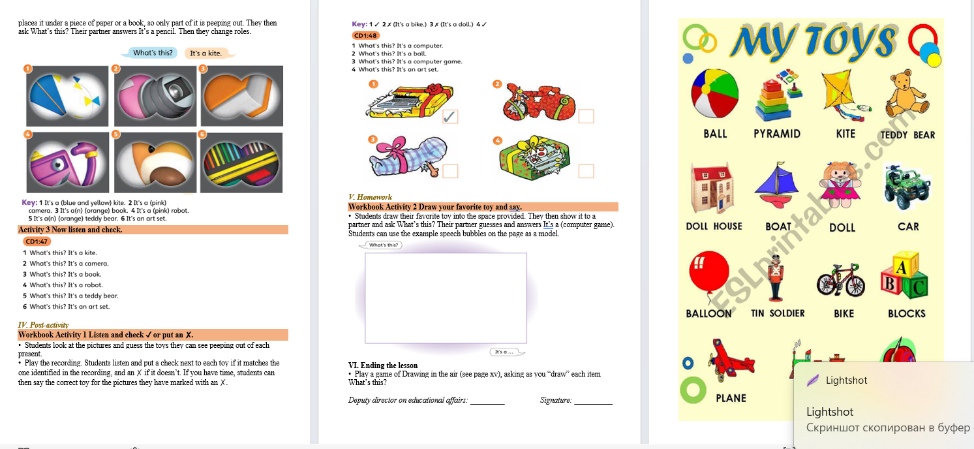 places it under a piece of paper or a book, so only part of it is peeping out. They then
ask What's this? Their partner answers It's a pencil. Then they change roles.
What's this?
It's a kite.
1
2
3
4
5
6
Key: 1 It's a (blue and yellow) kite. 2 It's a (pink)
camera. 3 It's a(n) (orange) book. 4 It's a (pink) robot.
5 It's a(n) (orange) teddy bear. 6 It's an art set.
Activity 3 Now listen and check.
CD1:47
1 What's this? It's a kite.
2 What's this? It's a camera.
3 What's this? It's a book.
4 What's this? It's a robot.
5 What's this? It's a teddy bear.
6 What's this? It's an art set.
IV. Post-activity
Workbook Activity 1 Listen and check ✓ or put an ✗.
• Students look at the pictures and guess the toys they can see peeping out of each
present.
• Play the recording. Students listen and put a check next to each toy if it matches the
one identified in the recording, and an ✗ if it doesn't. If you have time, students can
then say the correct toy for the pictures they have marked with an ✗.
Key: 1 ✓ 2 ✗ (It's a bike.) 3 ✗ (It's a doll.) 4 ✓
CD1:48
1 What's this? It's a computer.
2 What's this? It's a ball.
3 What's this? It's a computer game.
4 What's this? It's an art set.
1
2
3
4
V. Homework
Workbook Activity 2 Draw your favorite toy and say.
• Students draw their favorite toy into the space provided. They then show it to a
partner and ask What's this? Their partner guesses and answers It's a (computer game).
Students can use the example speech bubbles on the page as a model.
What's this?
It's a ...
VI. Ending the lesson
• Play a game of Drawing in the air (see page xv), asking as you "draw" each item
What's this?
Deputy director on educational affairs: ________ Signature: ________
MY TOYS
BALL PYRAMID KITE TEDDY BEAR
DOLL HOUSE BOAT DOLL CAR
A
B C
BALLOON TIN SOLDIER BIKE BLOCKS
PLANE
ESLprintables.com
Lightshot
Lightshot
Скриншот скопирован в буфер